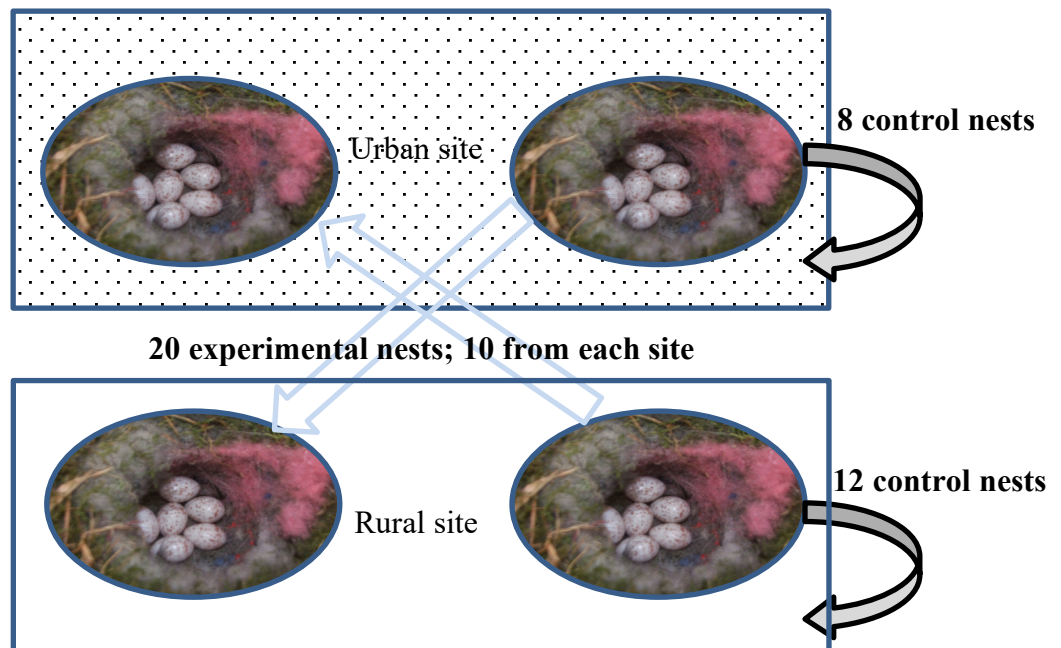 8 control nests
Urban site
20 experimental nests; 10 from each site
12 control nests
Rural site